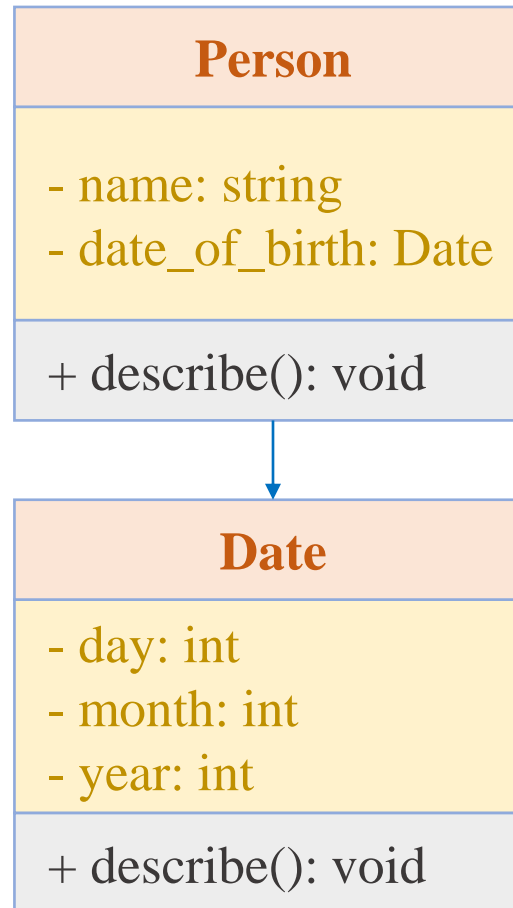 Person
- name: string
- date_of_birth: Date
+ describe(): void
Date
- day: int
- month: int
- year: int
+ describe(): void